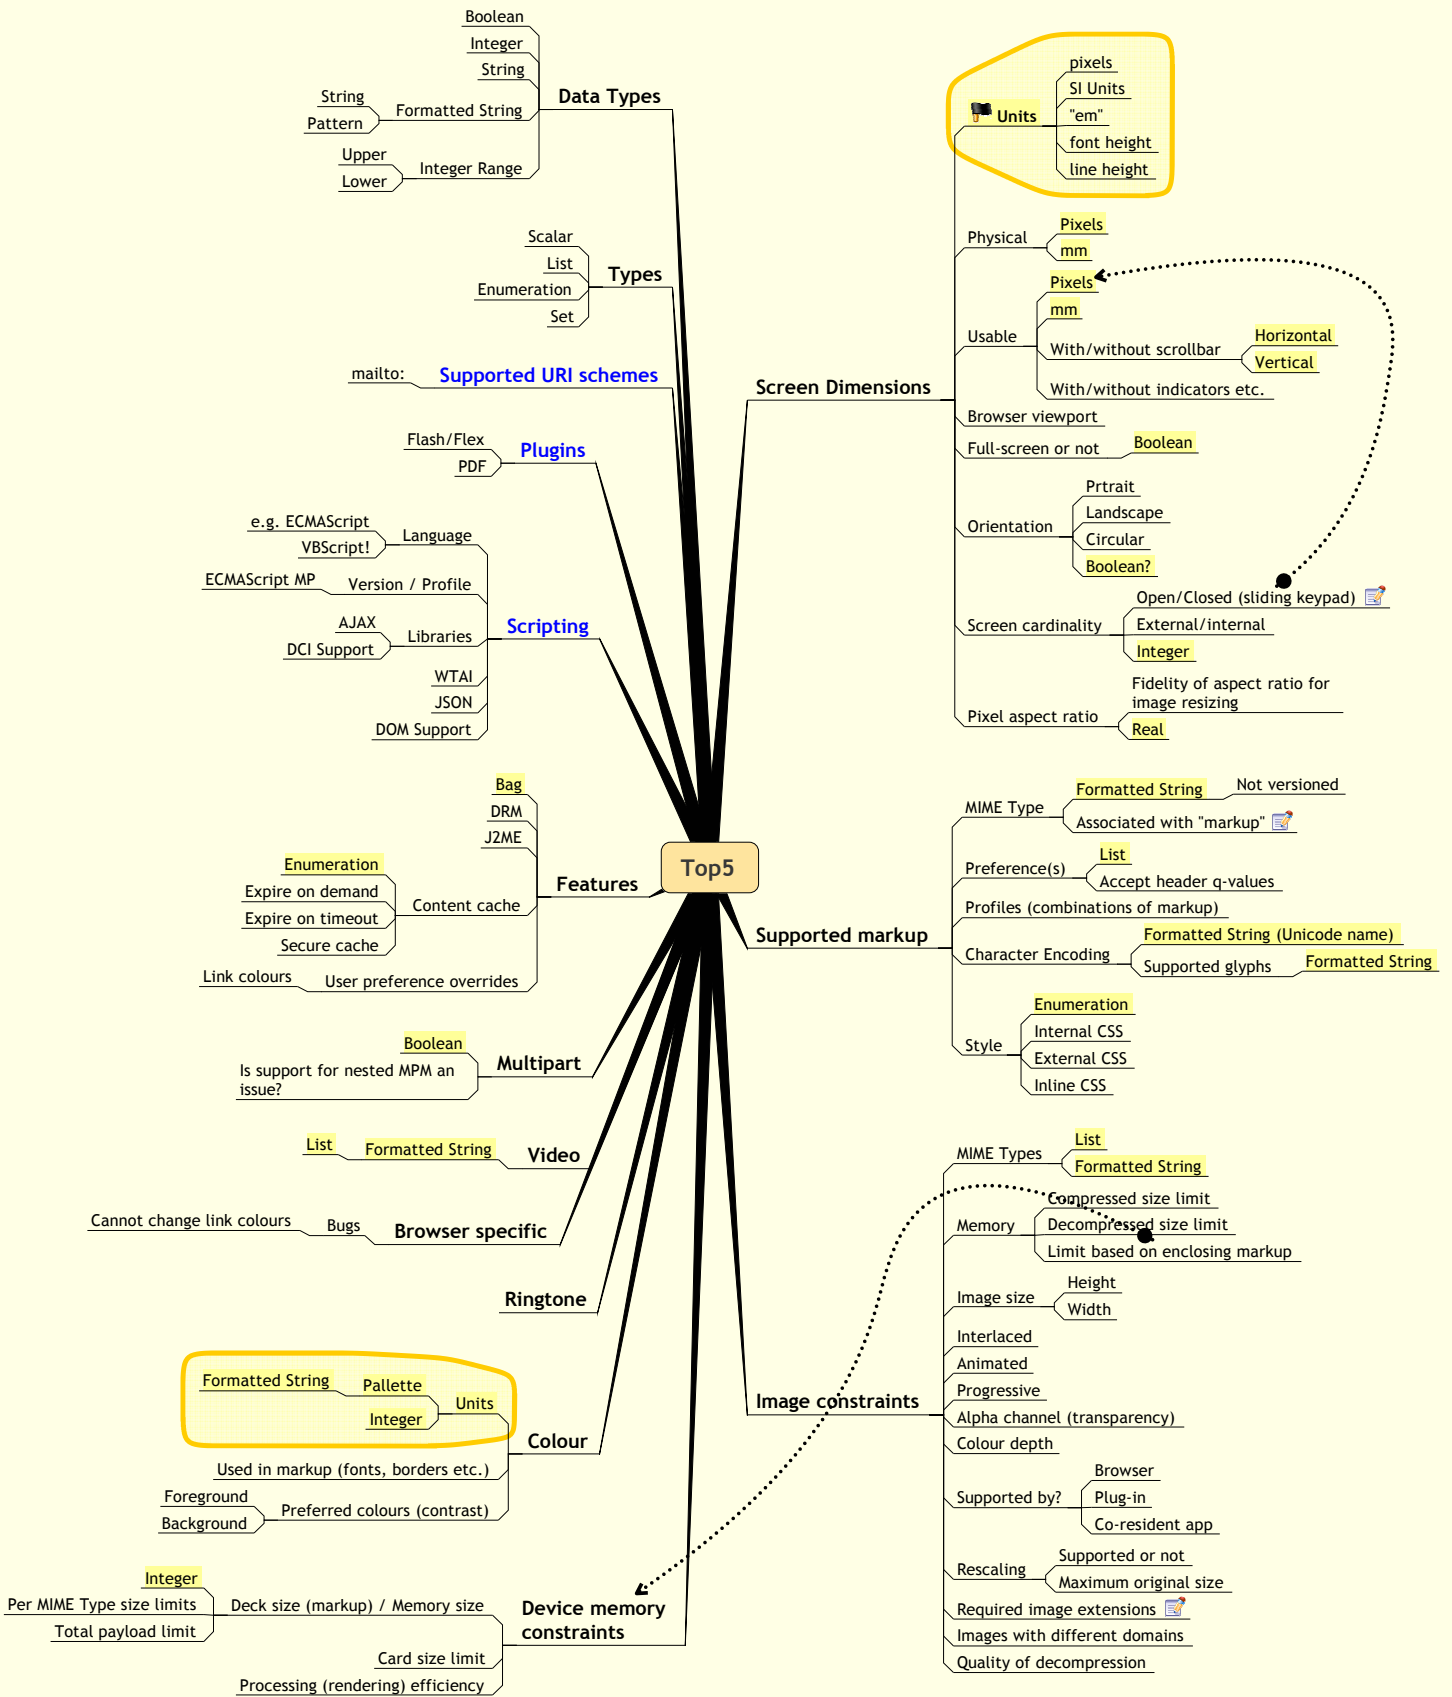 Top5
Data Types
Boolean
Integer
String
Formatted String
String
Pattern
Integer Range
Upper
Lower
Types
Scalar
List
Enumeration
Set
Supported URI schemes
mailto:
Plugins
Flash/Flex
PDF
Scripting
Language
e.g. ECMAScript
VBScript!
Version / Profile
ECMAScript MP
Libraries
AJAX
DCI Support
WTAI
JSON
DOM Support
Features
Bag
DRM
J2ME
Content cache
Enumeration
Expire on demand
Expire on timeout
Secure cache
User preference overrides
Link colours
Multipart
Boolean
Is support for nested MPM an
issue?
Video
Formatted String
List
Browser specific
Bugs
Cannot change link colours
Ringtone
Colour
Units
Pallette
Formatted String
Integer
Used in markup (fonts, borders etc.)
Preferred colours (contrast)
Foreground
Background
Device memory
constraints
Deck size (markup) / Memory size
Integer
Per MIME Type size limits
Total payload limit
Card size limit
Processing (rendering) efficiency
Screen Dimensions
Units
pixels
SI Units
"em"
font height
line height
Physical
Pixels
mm
Usable
Pixels
mm
With/without scrollbar
Horizontal
Vertical
With/without indicators etc.
Browser viewport
Full-screen or not
Boolean
Orientation
Prtrait
Landscape
Circular
Boolean?
Screen cardinality
Open/Closed (sliding keypad)
External/internal
Integer
Pixel aspect ratio
Fidelity of aspect ratio for
image resizing
Real
Supported markup
MIME Type
Formatted String
Not versioned
Associated with "markup"
Preference(s)
List
Accept header q-values
Profiles (combinations of markup)
Character Encoding
Formatted String (Unicode name)
Supported glyphs
Formatted String
Style
Enumeration
Internal CSS
External CSS
Inline CSS
Image constraints
MIME Types
List
Formatted String
Memory
Compressed size limit
Decompressed size limit
Limit based on enclosing markup
Image size
Height
Width
Interlaced
Animated
Progressive
Alpha channel (transparency)
Colour depth
Supported by?
Browser
Plug-in
Co-resident app
Rescaling
Supported or not
Maximum original size
Required image extensions
Images with different domains
Quality of decompression